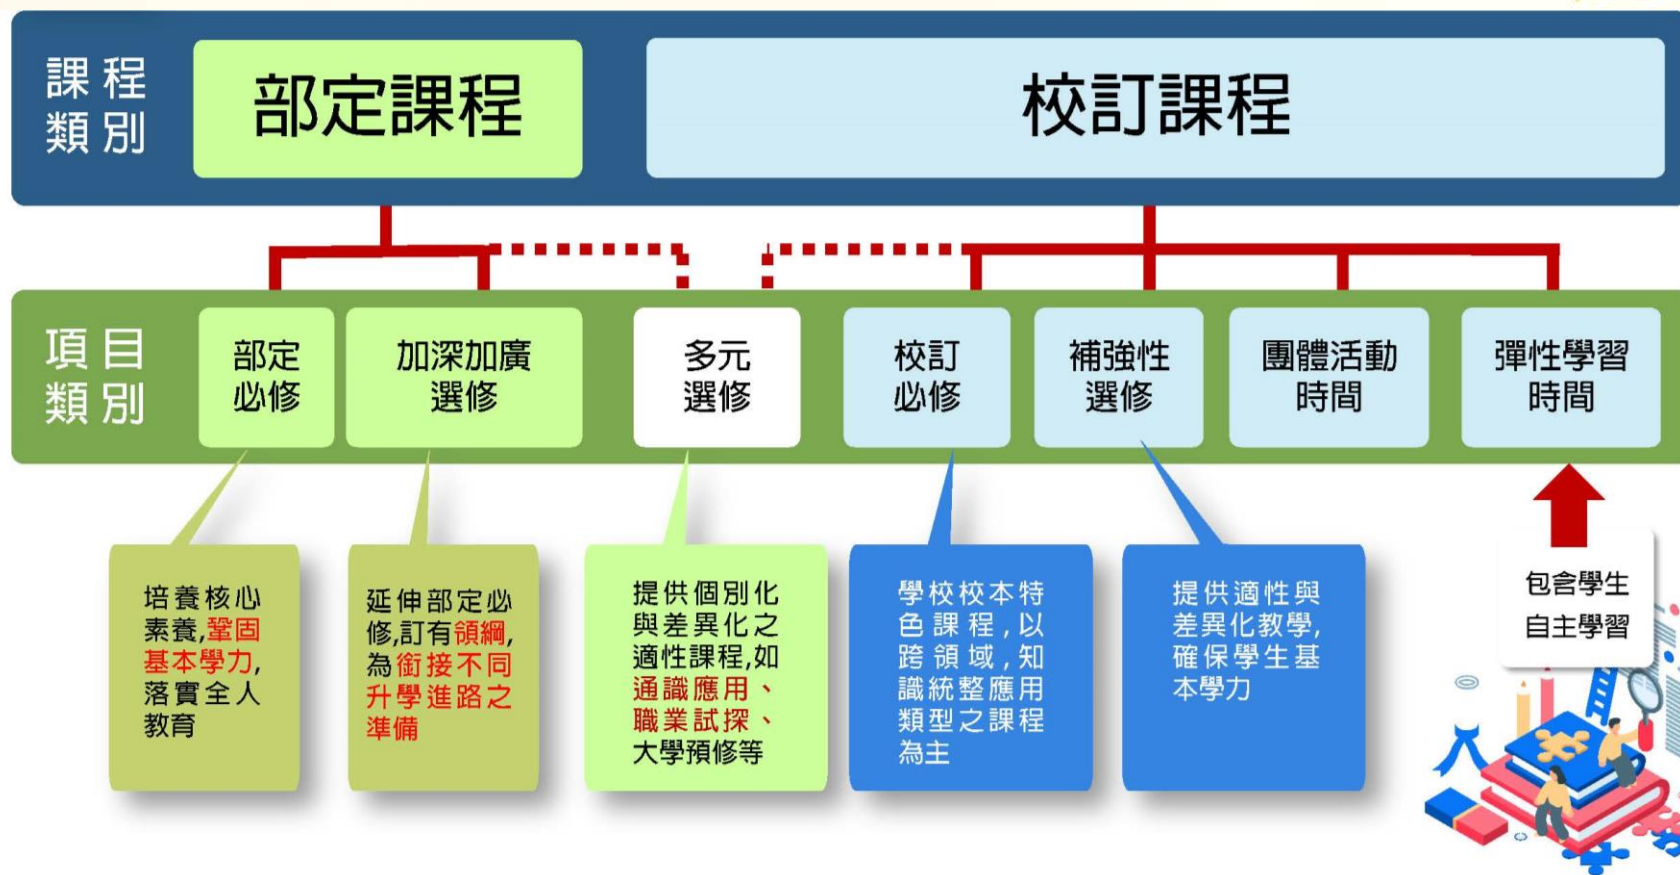 課程
類別
部定課程
校訂課程
項目
類別
部定
必修
加深加廣
選修
多元
選修
校訂
必修
補強性
選修
團體活動
時間
彈性學習
時間
培養核心
素養,鞏固
基本學力,
落實全人
教育
延伸部定必
修,訂有領綱,
為銜接不同
升學進路之
準備
提供個別化
與差異化之
適性課程,如
通識應用、
職業試探、
大學預修等
學校校本特
色課程,以
跨領域,知
識統整應用
類型之課程
為主
提供適性與
差異化教學,
確保學生基
本學力
包含學生
自主學習